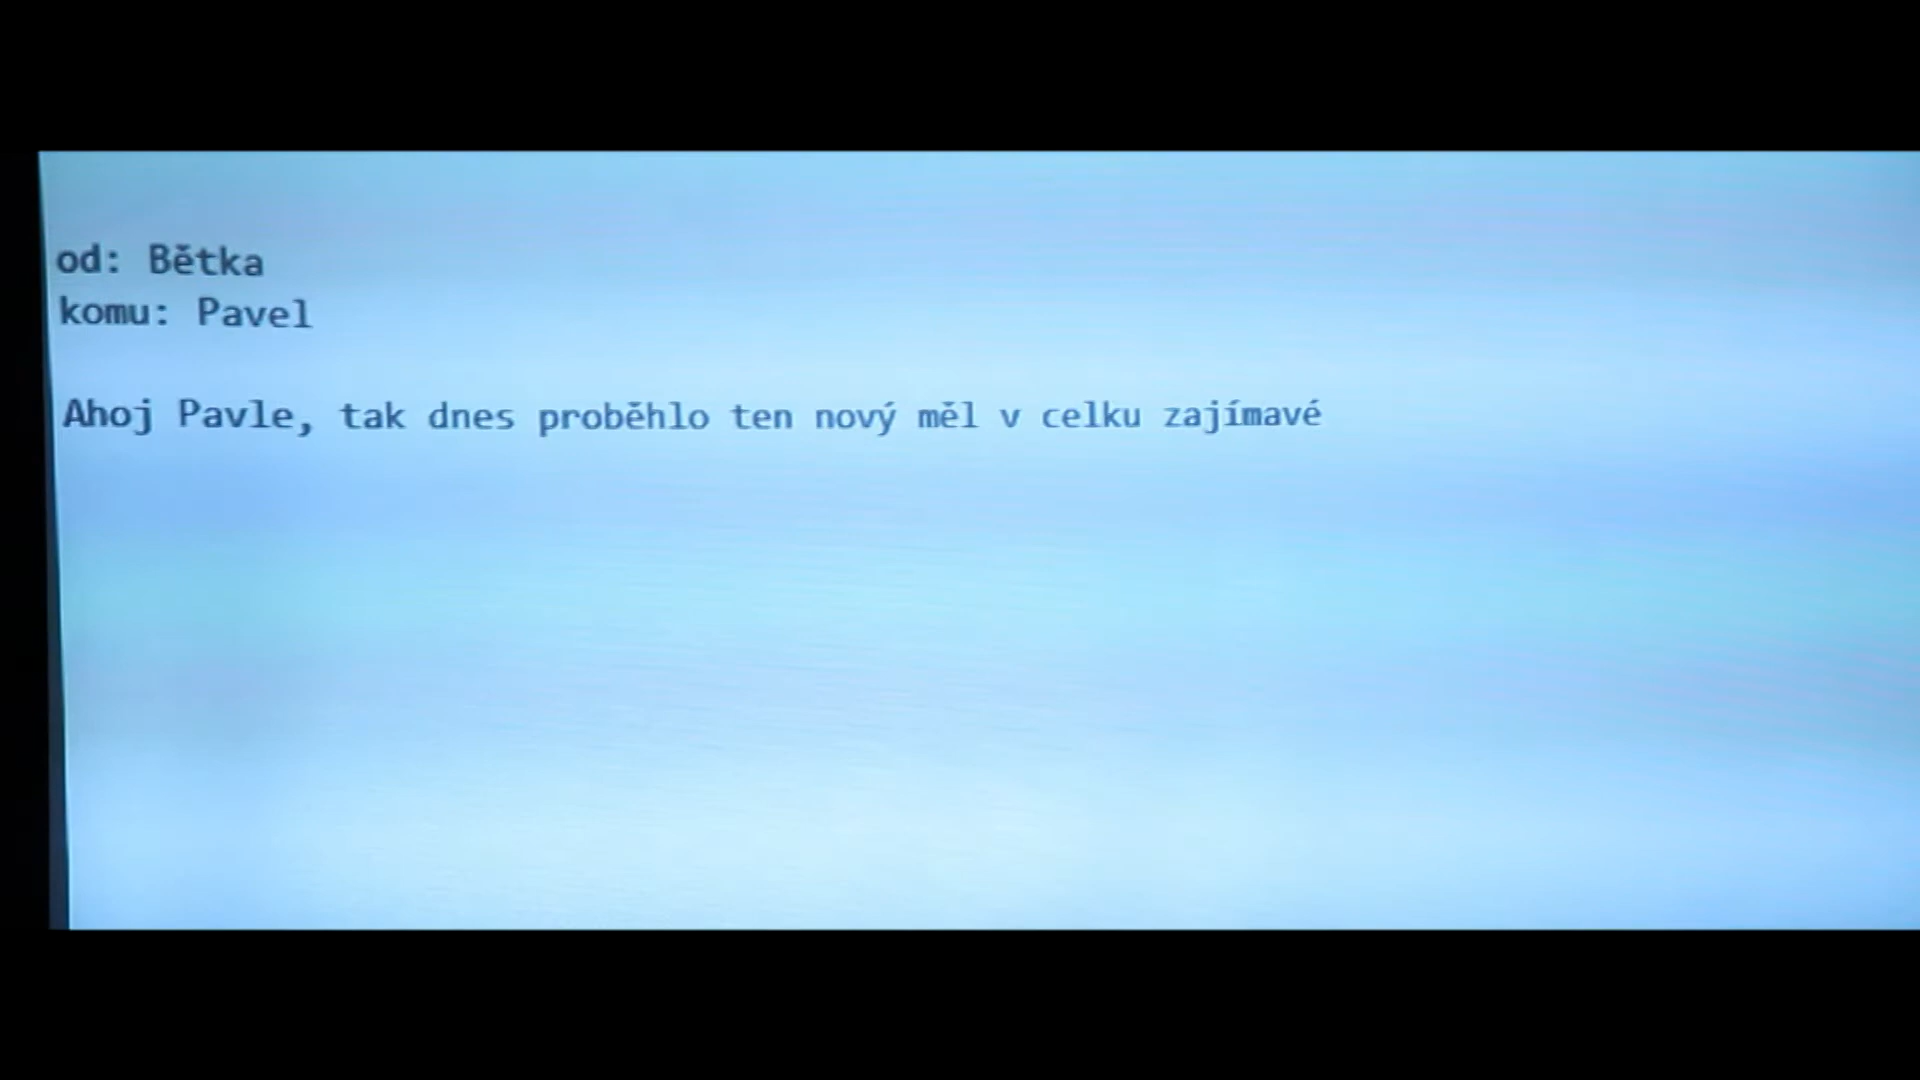 od: Bětka
komu: Pavel
Ahoj Pavle, tak dnes proběhlo ten nový měl v celku zajímavé